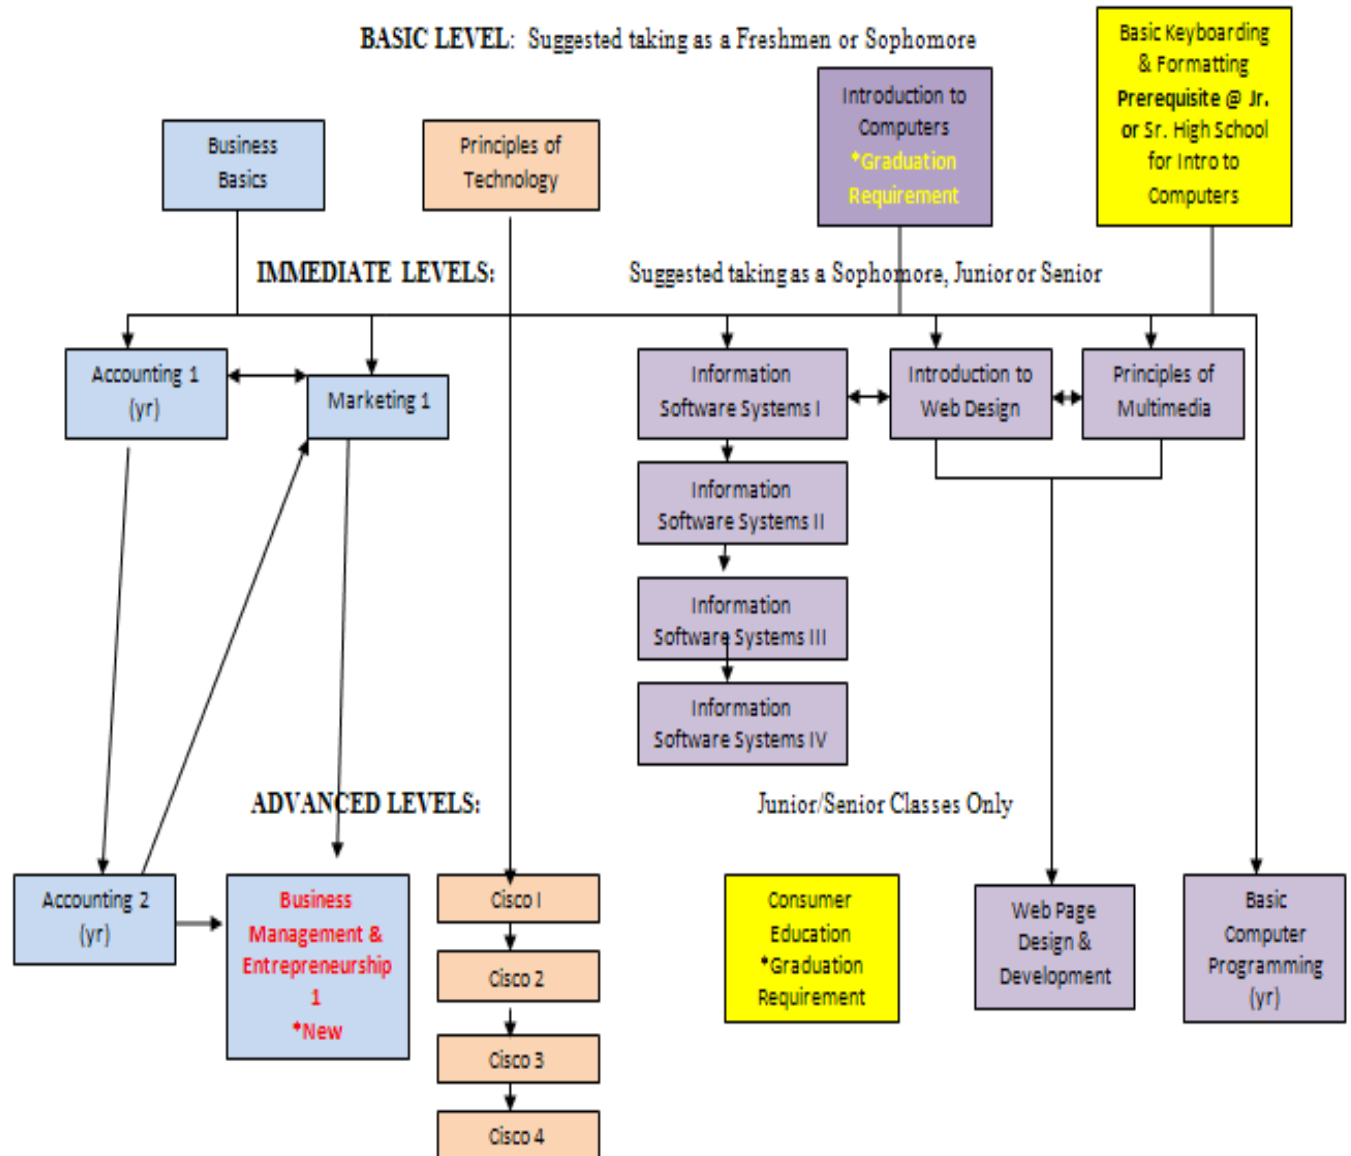 BASIC LEVEL: Suggested taking as a Freshmen or Sophomore
Basic Keyboarding
& Formatting
Prerequisite @ Jr.
or Sr. High School
for Intro to
Computers
Introduction to
Computers
*Graduation
Requirement
Business
Basics
Principles of
Technology
IMMEDIATE LEVELS: Suggested taking as a Sophomore, Junior or Senior
Accounting 1
(yr)
Marketing 1
Information
Software Systems I
Introduction to
Web Design
Principles of
Multimedia
Information
Software Systems II
Information
Software Systems III
Information
Software Systems IV
ADVANCED LEVELS: Junior/Senior Classes Only
Accounting 2
(yr)
Business
Management &
Entrepreneurship
1
*New
Cisco I
Cisco 2
Cisco 3
Cisco 4
Consumer
Education
*Graduation
Requirement
Web Page
Design &
Development
Basic
Computer
Programming
(yr)